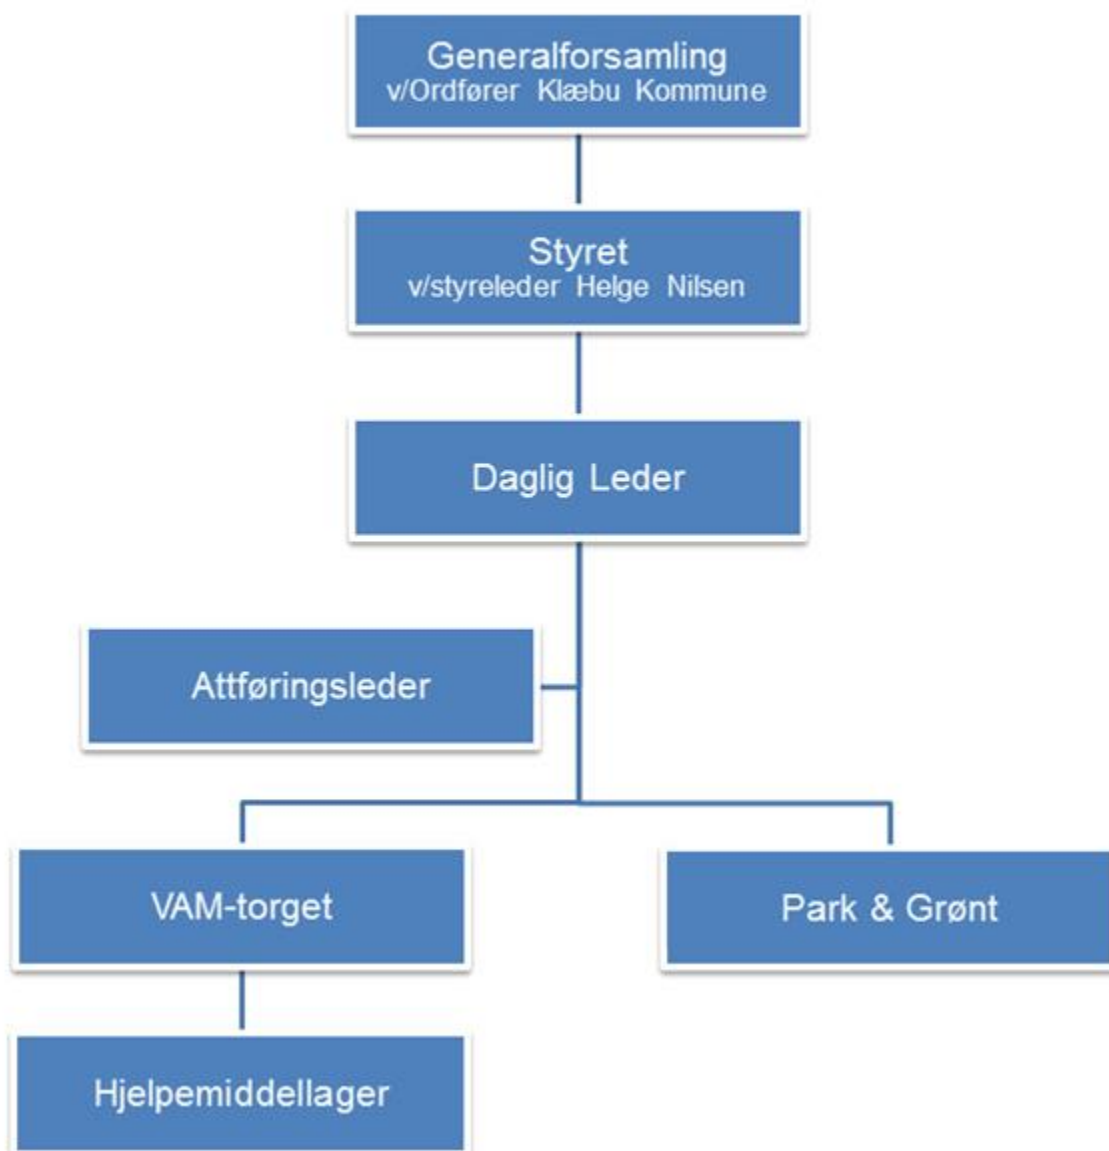 Generalforsamling
v/Ordfører Klæbu Kommune
Styret
v/styreleder Helge Nilsen
Daglig Leder
Attføringsleder
VAM-torget
Park & Grønt
Hjelpemiddellager